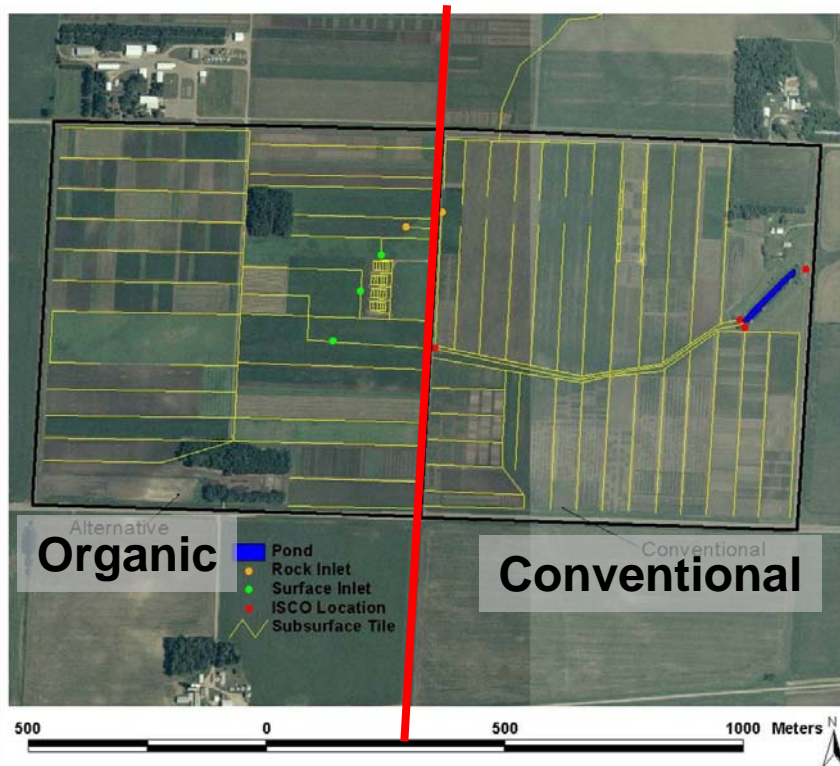 Alternative
Organic
Conventional
Conventional
Pond
Rock Inlet
Surface Inlet
ISCO Location
Subsurface Tile
500 0 500 1000 Meters N